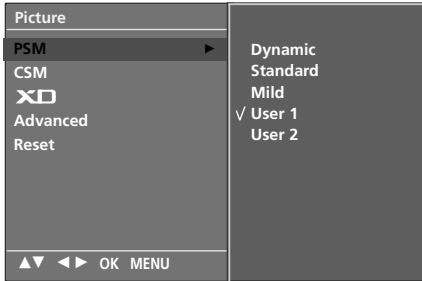 Picture
PSM ►
CSM
XD
Advanced
Reset
▲▼ ◄► OK MENU
Dynamic
Standard
Mild
√ User 1
User 2